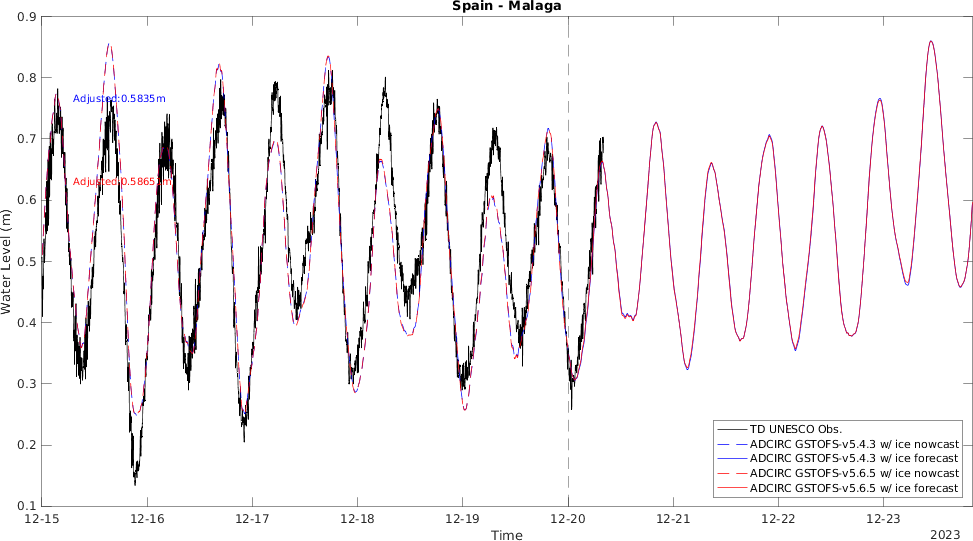 Spain - Malaga
0.9
0.8
0.7
0.6
0.5
0.4
0.3
0.2
0.1
Water Level (m)
Adjusted:0.5835m
Adjusted:0.5865
12-15 12-16 12-17 12-18 12-19 12-20 12-21 12-22 12-23
Time
2023
TD UNESCO Obs.
ADCIRC GSTOFS-v5.4.3 w/ ice nowcast
ADCIRC GSTOFS-v5.4.3 w/ ice forecast
ADCIRC GSTOFS-v5.6.5 w/ ice nowcast
ADCIRC GSTOFS-v5.6.5 w/ ice forecast